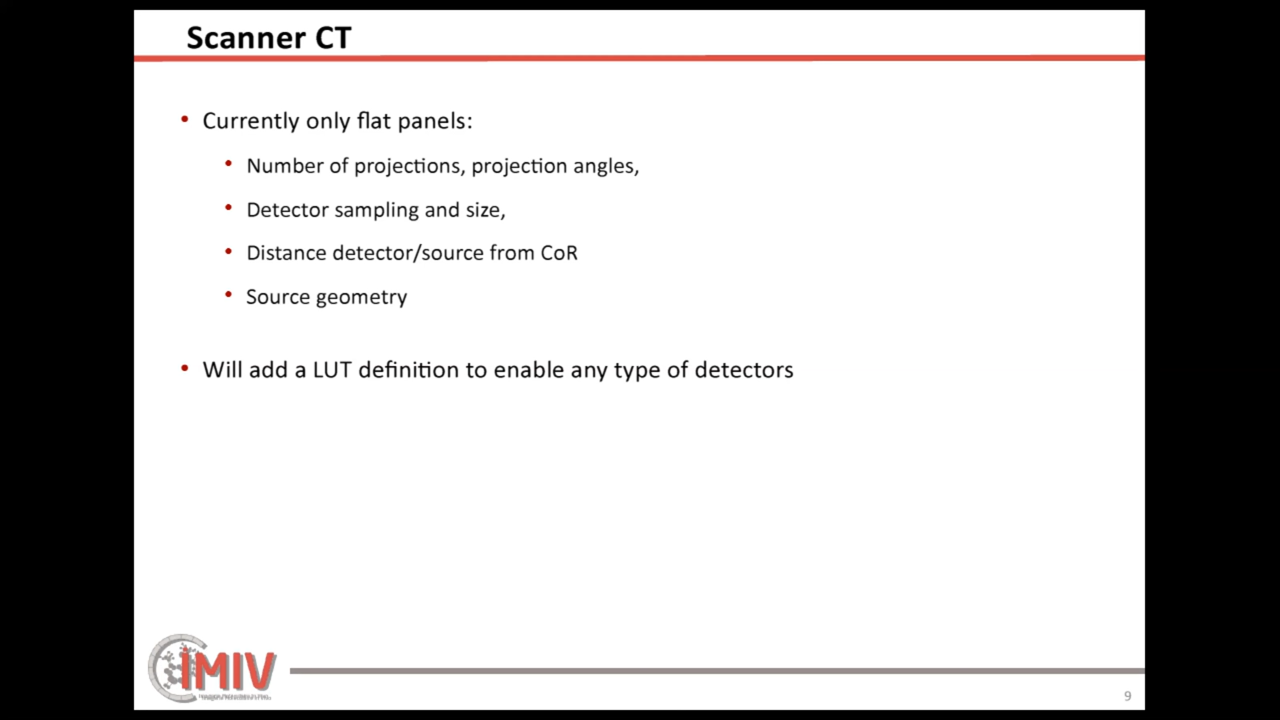 Scanner CT
• Currently only flat panels:
• Number of projections, projection angles,
• Detector sampling and size,
• Distance detector/source from CoR
• Source geometry
• Will add a LUT definition to enable any type of detectors
IMIV
9